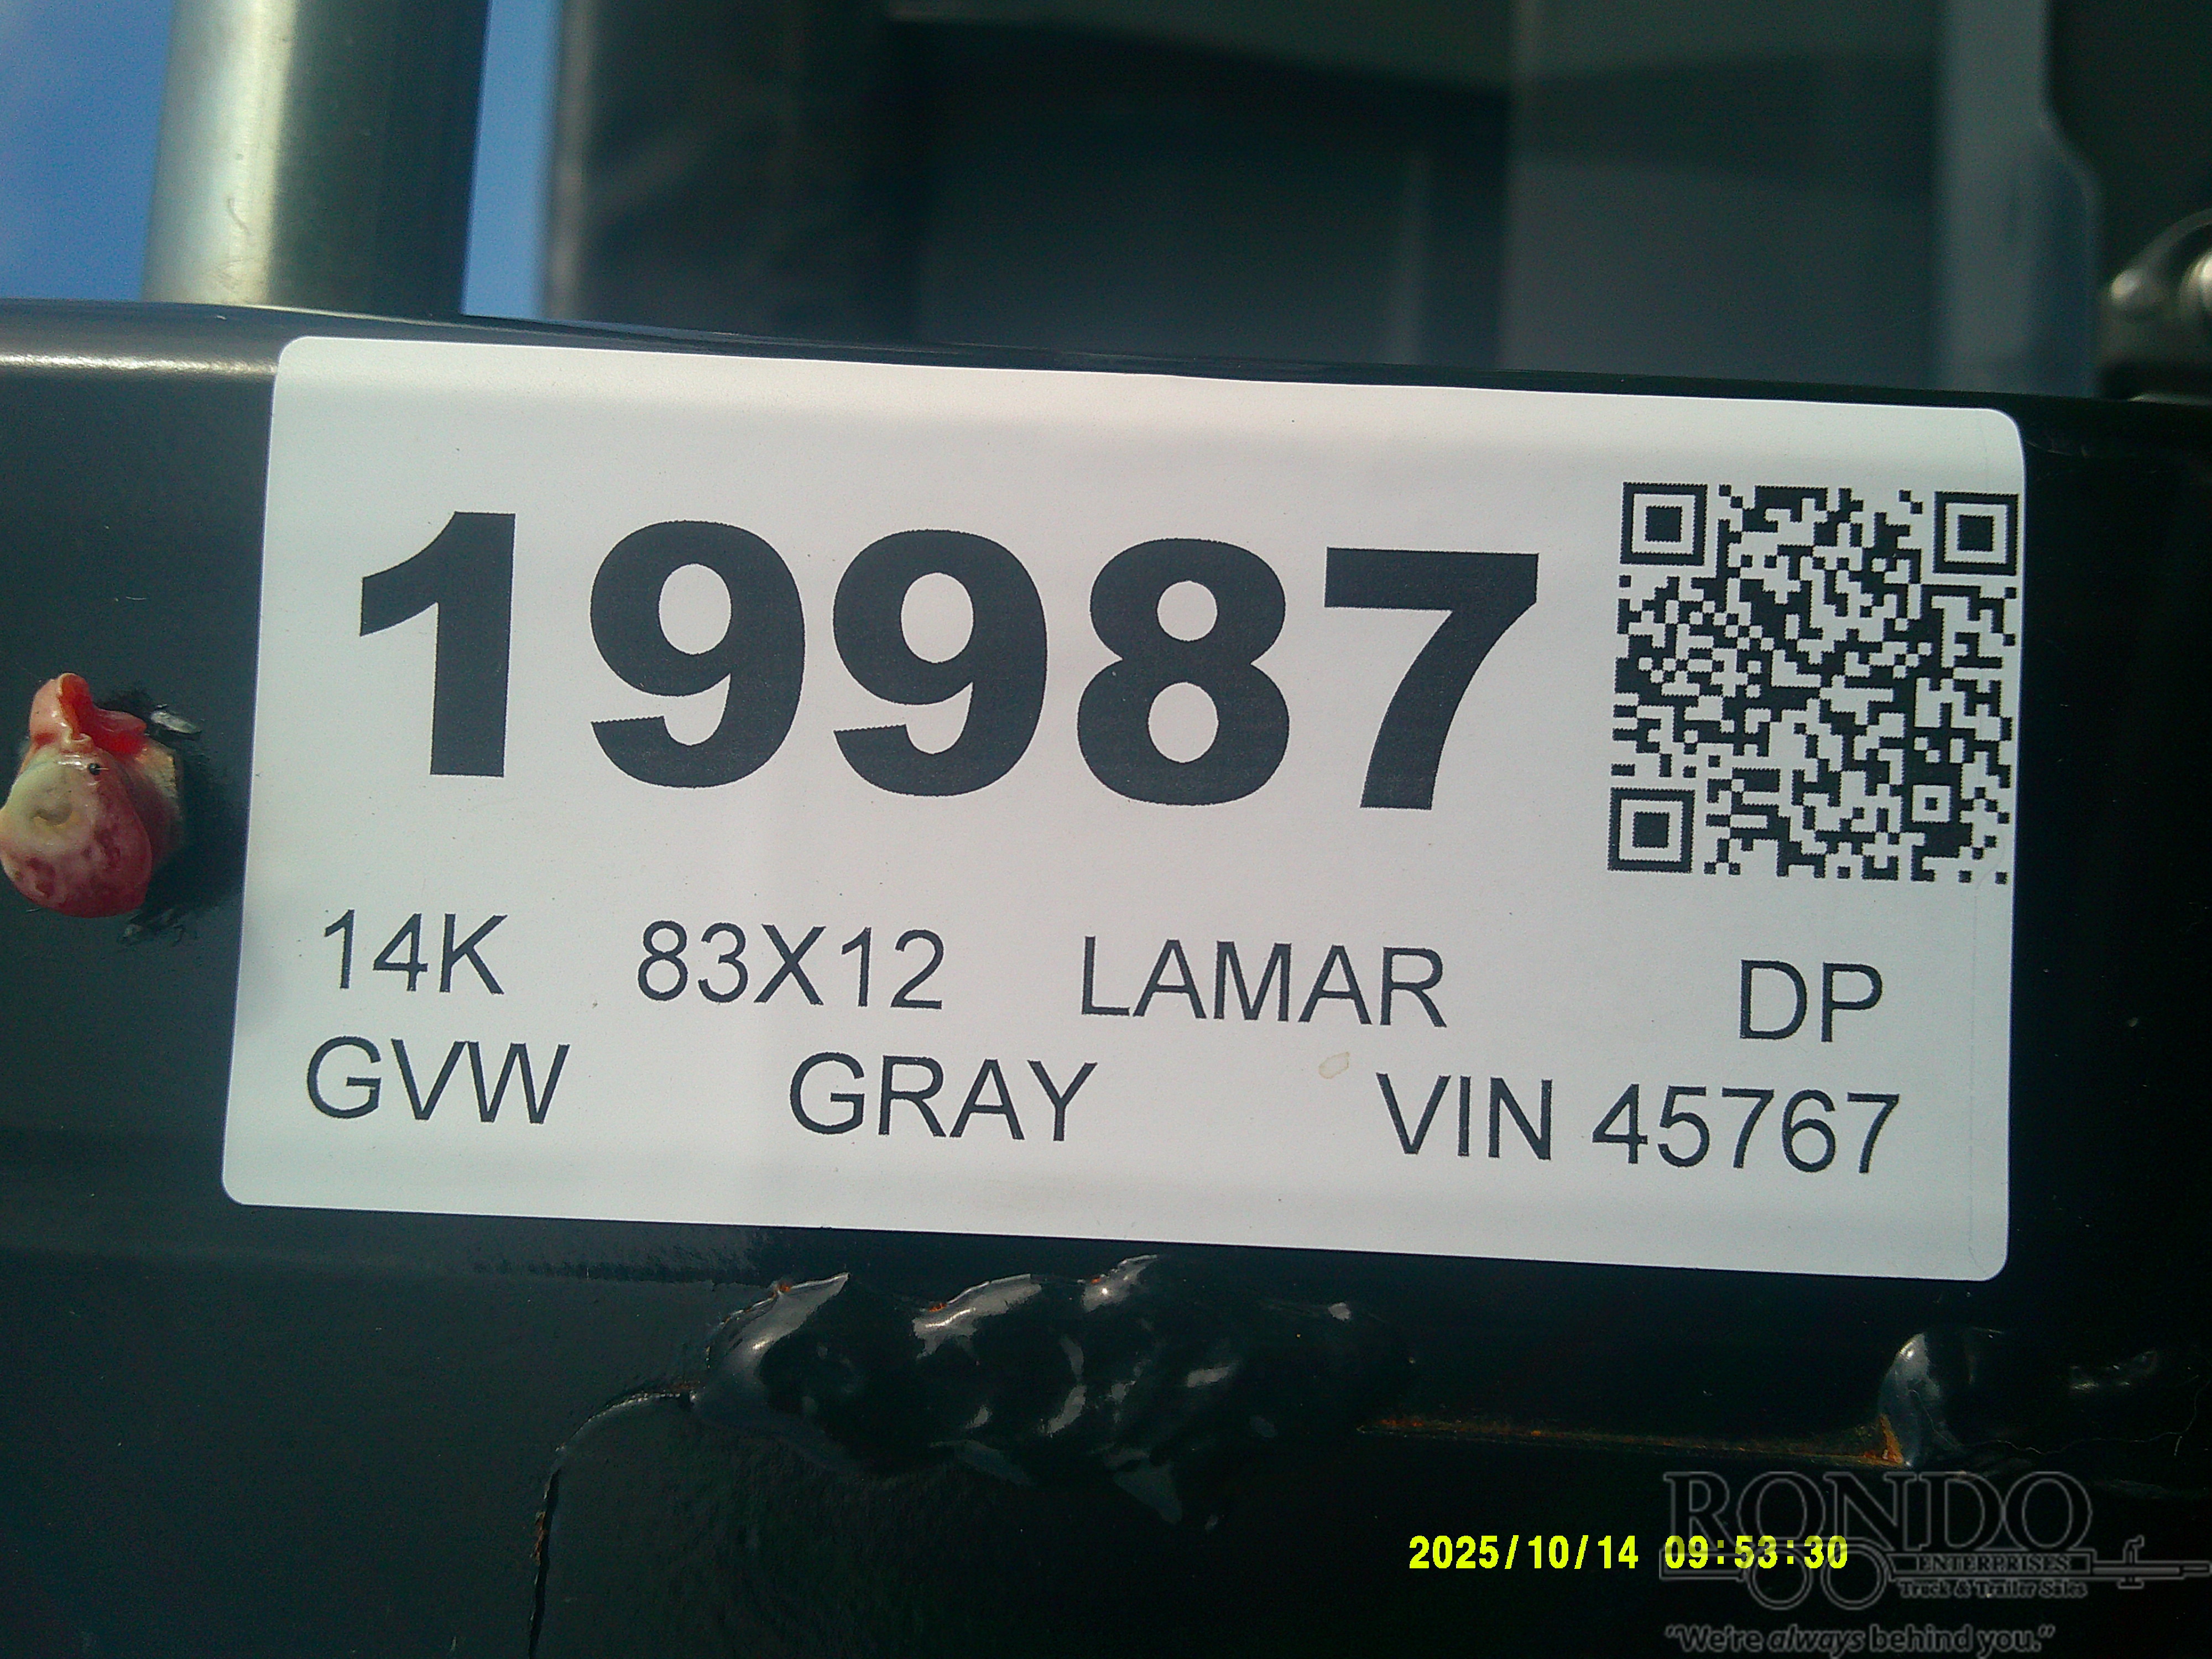 19987
14K 83X12 LAMAR DP
GVW GRAY VIN 45767
2025/10/14 09:53:30
RONDO
ENTERPRISES
Truck & Trailer Sales
"We're always behind you."